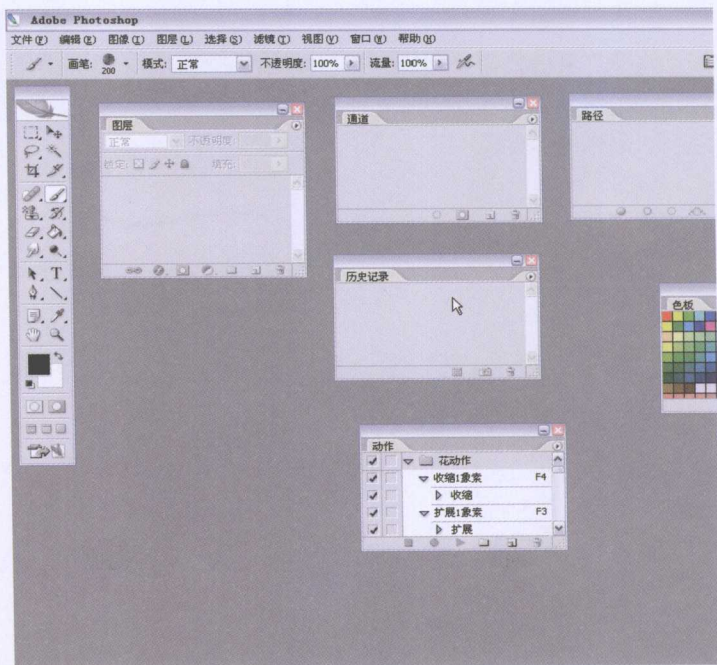 Adobe Photoshop
文件(F) 编辑(E) 图像(I) 图层(L) 选择(S) 滤镜(T) 视图(V) 窗口(W) 帮助(H)
画笔: 200 模式: 正常 不透明度: 100% 流量: 100%
图层
正常 不透明度:
锁定: 填充:
通道
路径
历史记录
色板
动作
花动作
收缩1象素 F4
收缩
扩展1象素 F3
扩展